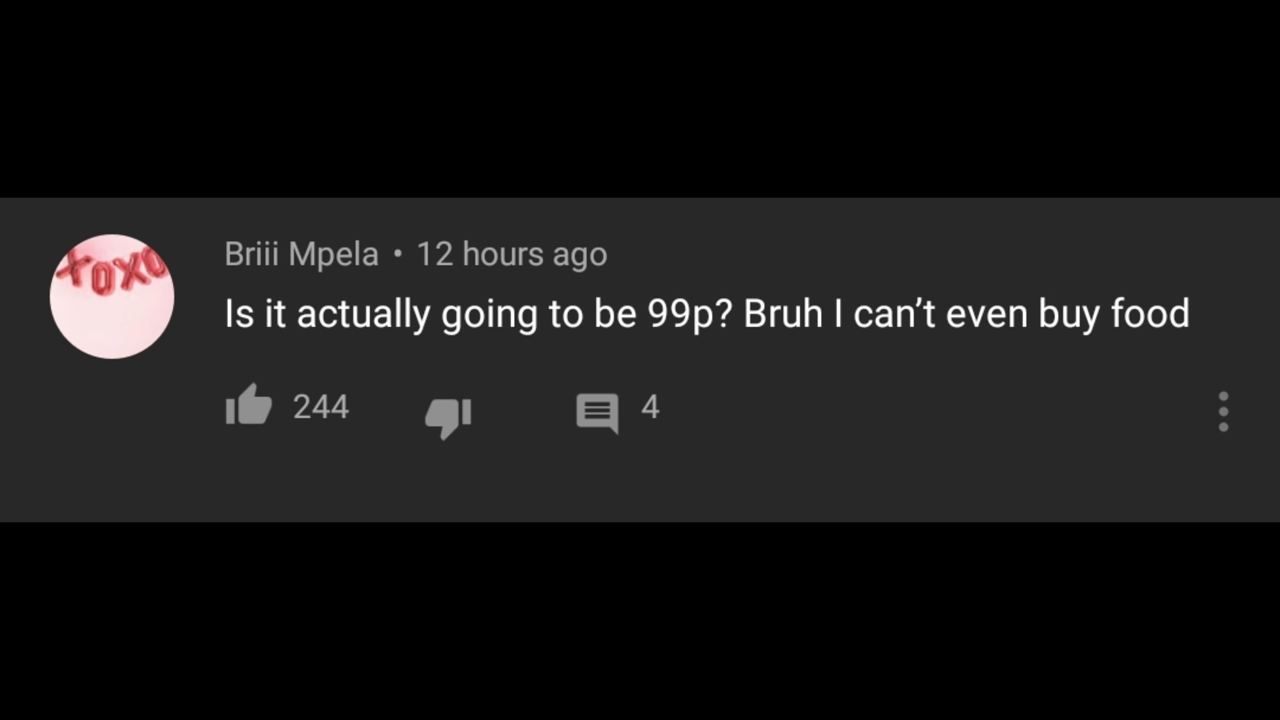 XOXO
Briii Mpela • 12 hours ago
Is it actually going to be 99p? Bruh I can’t even buy food
244
4